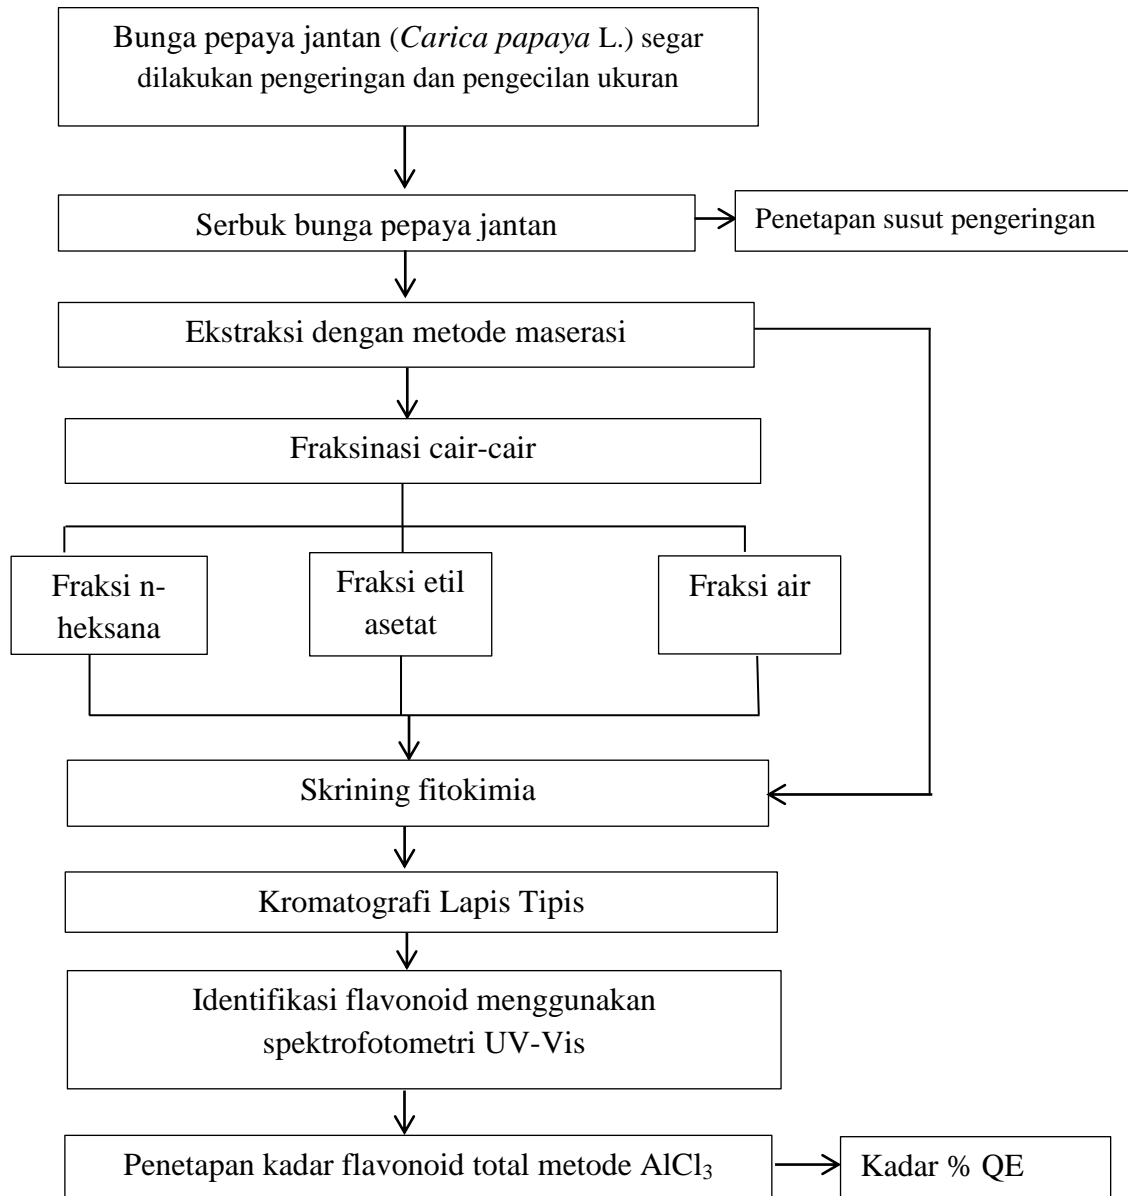 Bunga pepaya jantan (Carica papaya L.) segar
dilakukan pengeringan dan pengecilan ukuran
Serbuk bunga pepaya jantan
Penetapan susut pengeringan
Ekstraksi dengan metode maserasi
Fraksinasi cair-cair
Fraksi n-
heksana
Fraksi etil
asetat
Fraksi air
Skrining fitokimia
Kromatografi Lapis Tipis
Identifikasi flavonoid menggunakan
spektrofotometri UV-Vis
Penetapan kadar flavonoid total metode AlCl₃
Kadar % QE